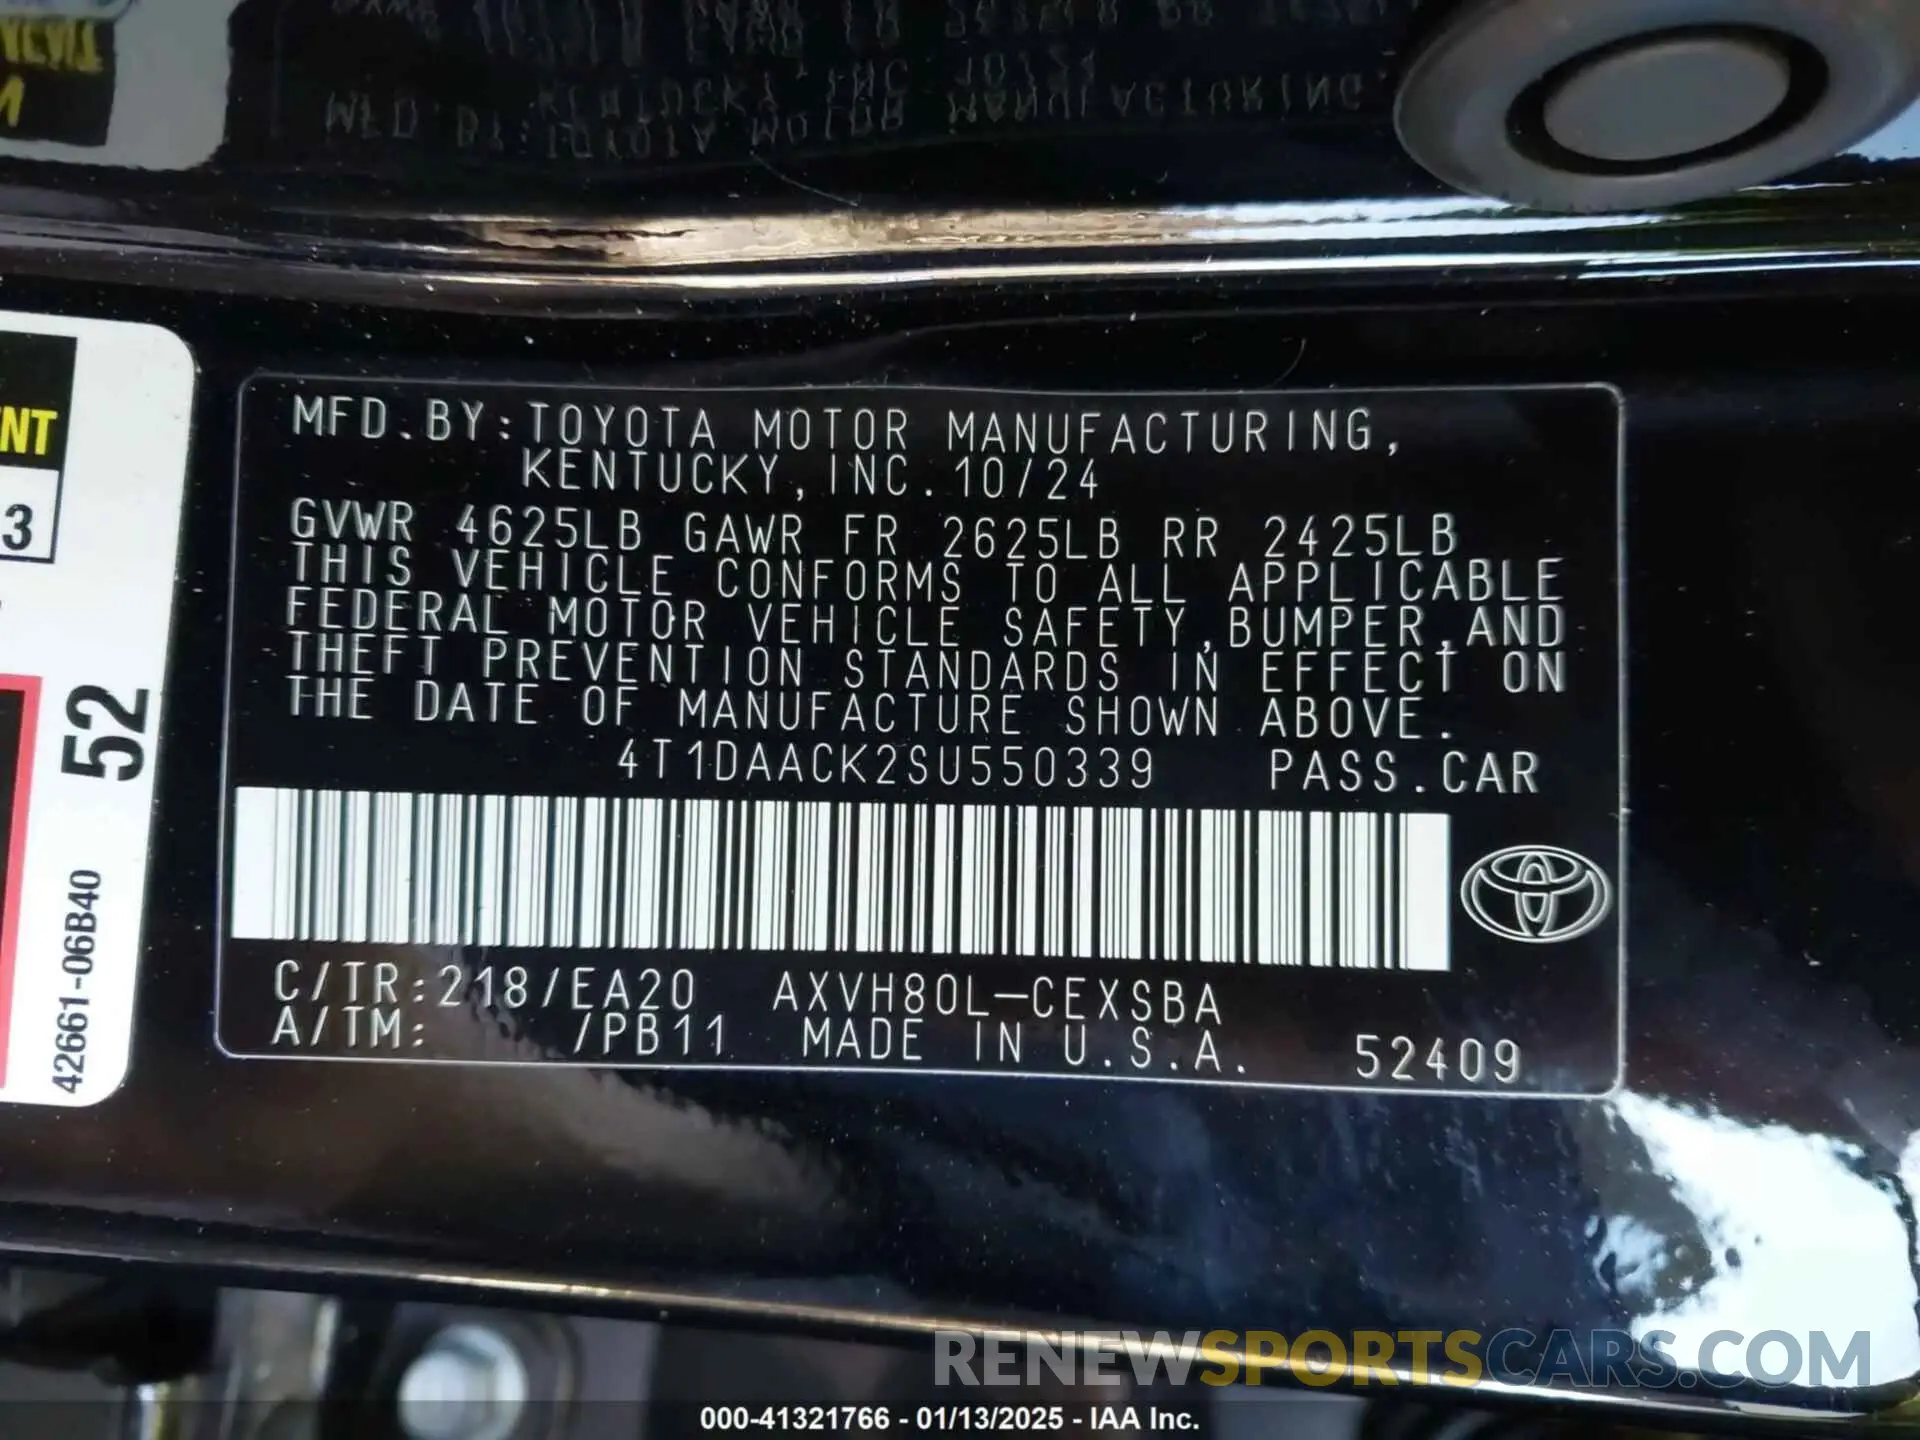 MFD.BY:TOYOTA MOTOR MANUFACTURING,
KENTUCKY,INC.10/24
GVWR 4625LB GAWR FR 2625LB RR 2425LB
THIS VEHICLE CONFORMS TO ALL APPLICABLE
FEDERAL MOTOR VEHICLE SAFETY,BUMPER,AND
THEFT PREVENTION STANDARDS IN EFFECT ON
THE DATE OF MANUFACTURE SHOWN ABOVE.
4T1DAACK2SU550339 PASS.CAR
C/TR:218/EA20 AXVH80L-CEXSBA
A/TM: /PB11 MADE IN U.S.A. 52409
NT
3
52
42661-06B40
RENEWSPORTSCARS.COM
000-41321766 - 01/13/2025 - IAA Inc.